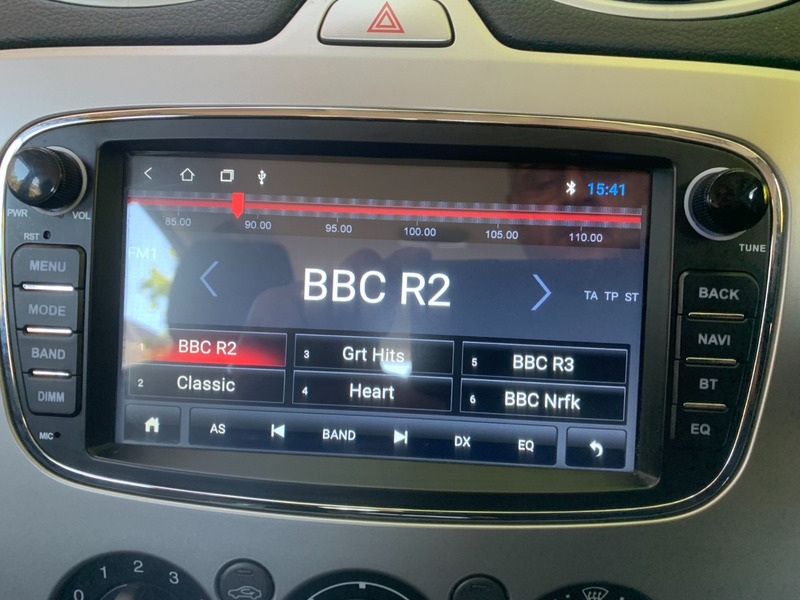 15:41
PWR
VOL
RST
85.00 90.00 95.00 100.00 105.00 110.00
TUNE
FM1
MENU
MODE
BAND
DIMM
MIC
BBC R2
TA TP ST
BACK
NAVI
BT
EQ
1 BBC R2
3 Grt Hits
5 BBC R3
2 Classic
4 Heart
6 BBC Nrfk
AS BAND DX EQ
0 1 2 3